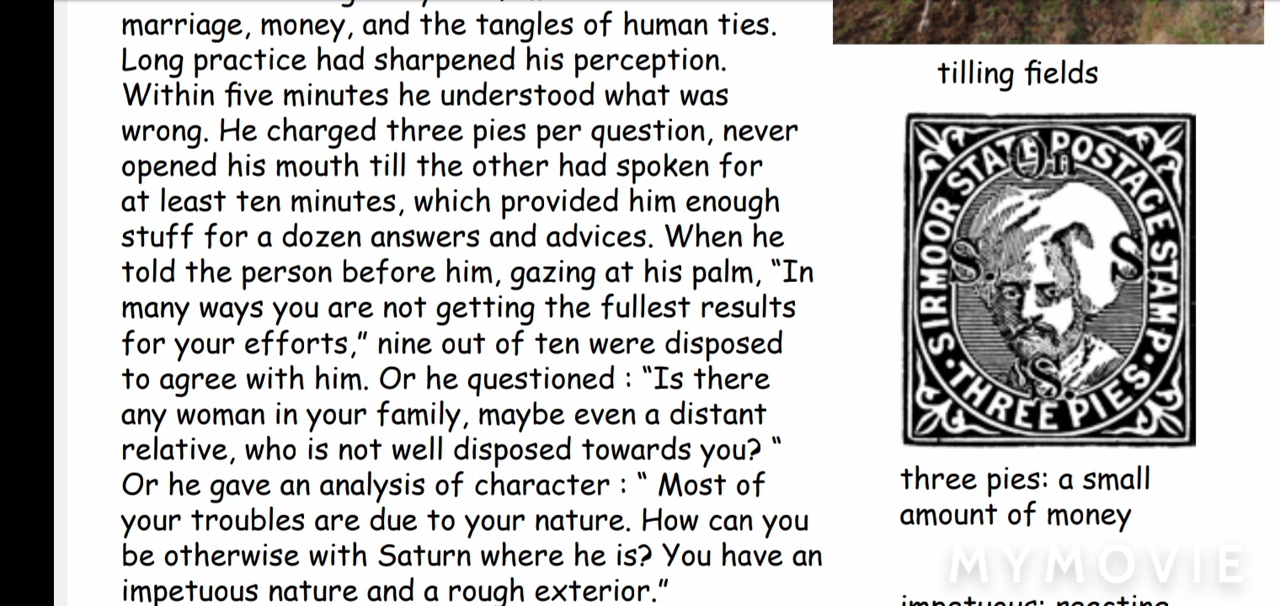 marriage, money, and the tangles of human ties.
Long practice had sharpened his perception.
Within five minutes he understood what was
wrong. He charged three pies per question, never
opened his mouth till the other had spoken for
at least ten minutes, which provided him enough
stuff for a dozen answers and advices. When he
told the person before him, gazing at his palm, “In
many ways you are not getting the fullest results
for your efforts,” nine out of ten were disposed
to agree with him. Or he questioned : “Is there
any woman in your family, maybe even a distant
relative, who is not well disposed towards you? “
Or he gave an analysis of character : “ Most of
your troubles are due to your nature. How can you
be otherwise with Saturn where he is? You have an
impetuous nature and a rough exterior.”
tilling fields
SIRMOOR STATE POSTAGE STAMP.
On
S. S.
S.
· THREE PIES ·
three pies: a small
amount of money
impetuous: reacting
MYMOVIE